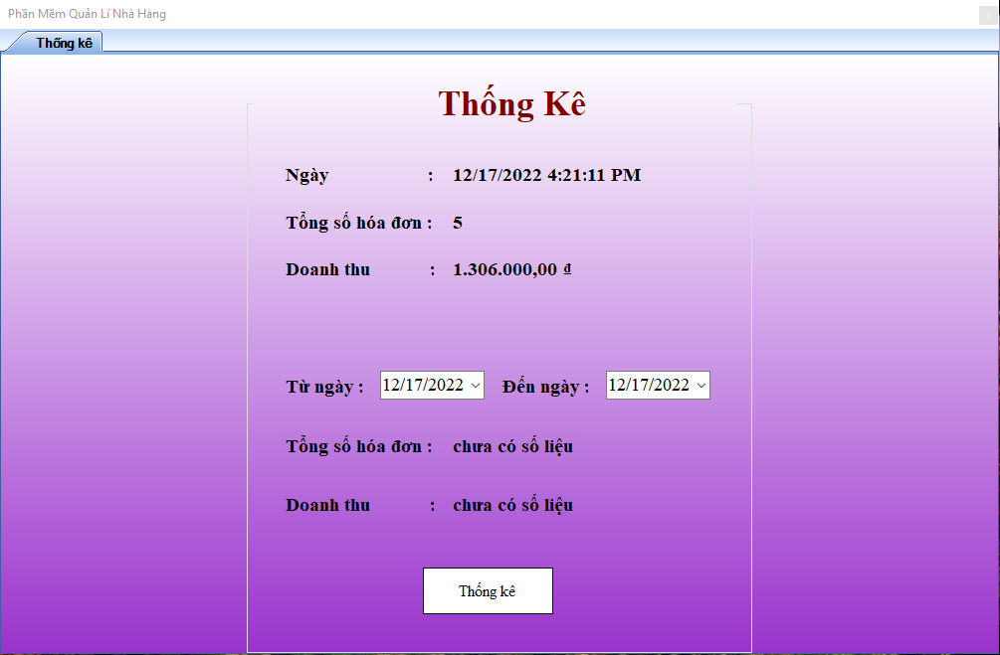 Phần Mềm Quản Lí Nhà Hàng
Thống kê
Thống Kê
Ngày : 12/17/2022 4:21:11 PM
Tổng số hóa đơn : 5
Doanh thu : 1.306.000,00 ₫
Từ ngày : 12/17/2022 Đến ngày : 12/17/2022
Tổng số hóa đơn : chưa có số liệu
Doanh thu : chưa có số liệu
Thống kê